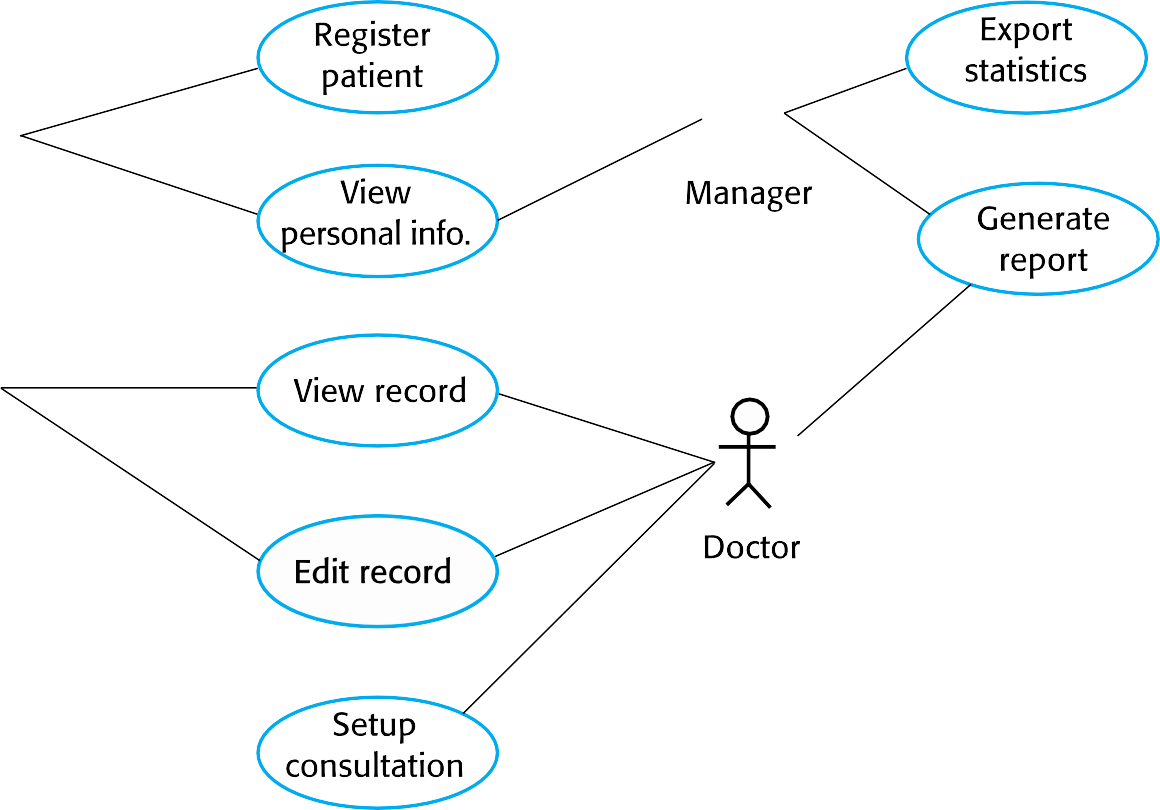 Register
patient
Export
statistics
View
personal info.
Manager
Generate
report
View record
Doctor
Edit record
Setup
consultation